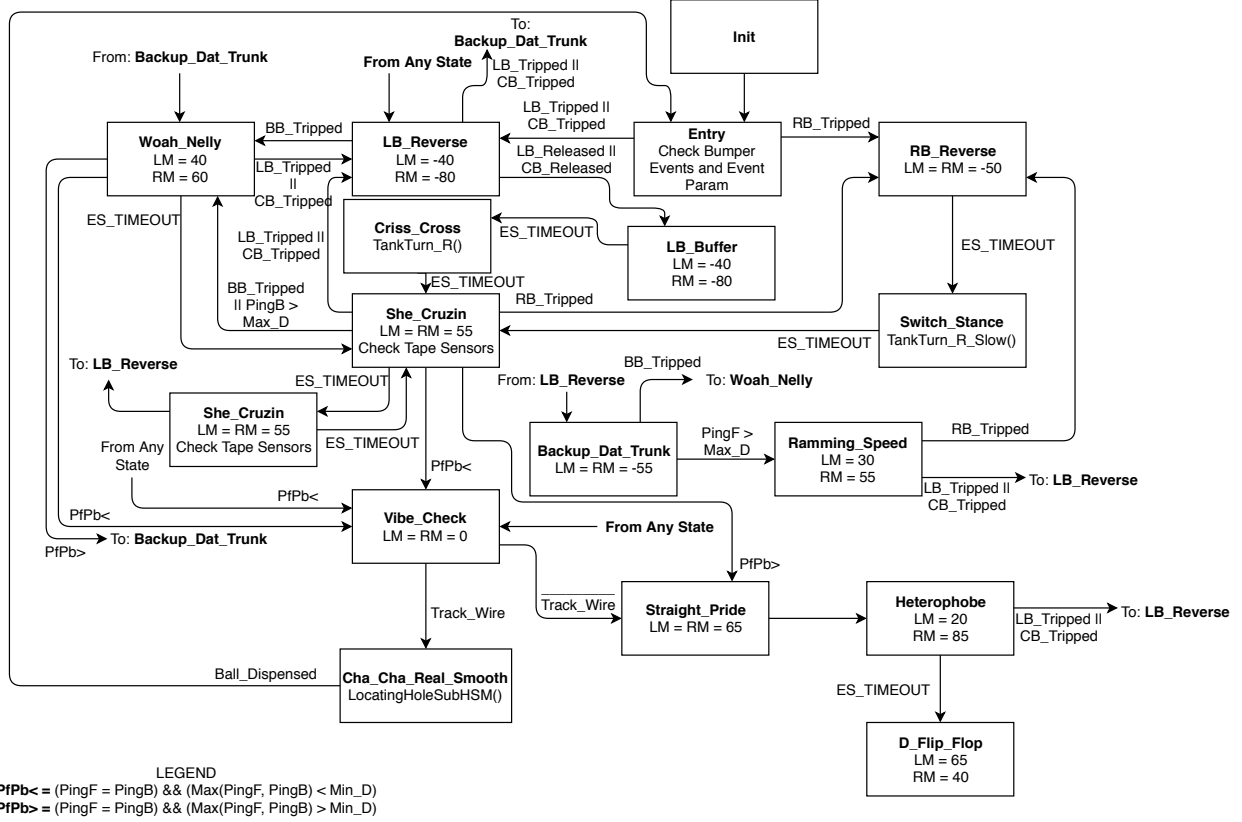 To:
Backup_Dat_Trunk
Init
From: Backup_Dat_Trunk
From Any State
LB_Tripped ||
CB_Tripped
LB_Tripped ||
CB_Tripped
Woah_Nelly
LM = 40
RM = 60
BB_Tripped
LB_Tripped
||
CB_Tripped
LB_Reverse
LM = -40
RM = -80
LB_Released ||
CB_Released
Entry
Check Bumper
Events and Event
Param
RB_Tripped
RB_Reverse
LM = RM = -50
ES_TIMEOUT
LB_Tripped ||
CB_Tripped
Criss_Cross
TankTurn_R()
ES_TIMEOUT
LB_Buffer
LM = -40
RM = -80
ES_TIMEOUT
ES_TIMEOUT
BB_Tripped
|| PingB >
Max_D
RB_Tripped
She_Cruzin
LM = RM = 55
Check Tape Sensors
Switch_Stance
TankTurn_R_Slow()
ES_TIMEOUT
To: LB_Reverse
ES_TIMEOUT
She_Cruzin
LM = RM = 55
Check Tape Sensors
ES_TIMEOUT
From: LB_Reverse
BB_Tripped
To: Woah_Nelly
Backup_Dat_Trunk
LM = RM = -55
PingF >
Max_D
Ramming_Speed
LM = 30
RM = 55
RB_Tripped
LB_Tripped ||
CB_Tripped
To: LB_Reverse
From Any
State
PfPb<
PfPb<
PfPb<
PfPb>
To: Backup_Dat_Trunk
Vibe_Check
LM = RM = 0
From Any State
PfPb>
Track_Wire
Track_Wire
Straight_Pride
LM = RM = 65
Heterophobe
LM = 20
RM = 85
LB_Tripped ||
CB_Tripped
To: LB_Reverse
Ball_Dispensed
Cha_Cha_Real_Smooth
LocatingHoleSubHSM()
ES_TIMEOUT
D_Flip_Flop
LM = 65
RM = 40
LEGEND
PfPb< = (PingF = PingB) && (Max(PingF, PingB) < Min_D)
PfPb> = (PingF = PingB) && (Max(PingF, PingB) > Min_D)